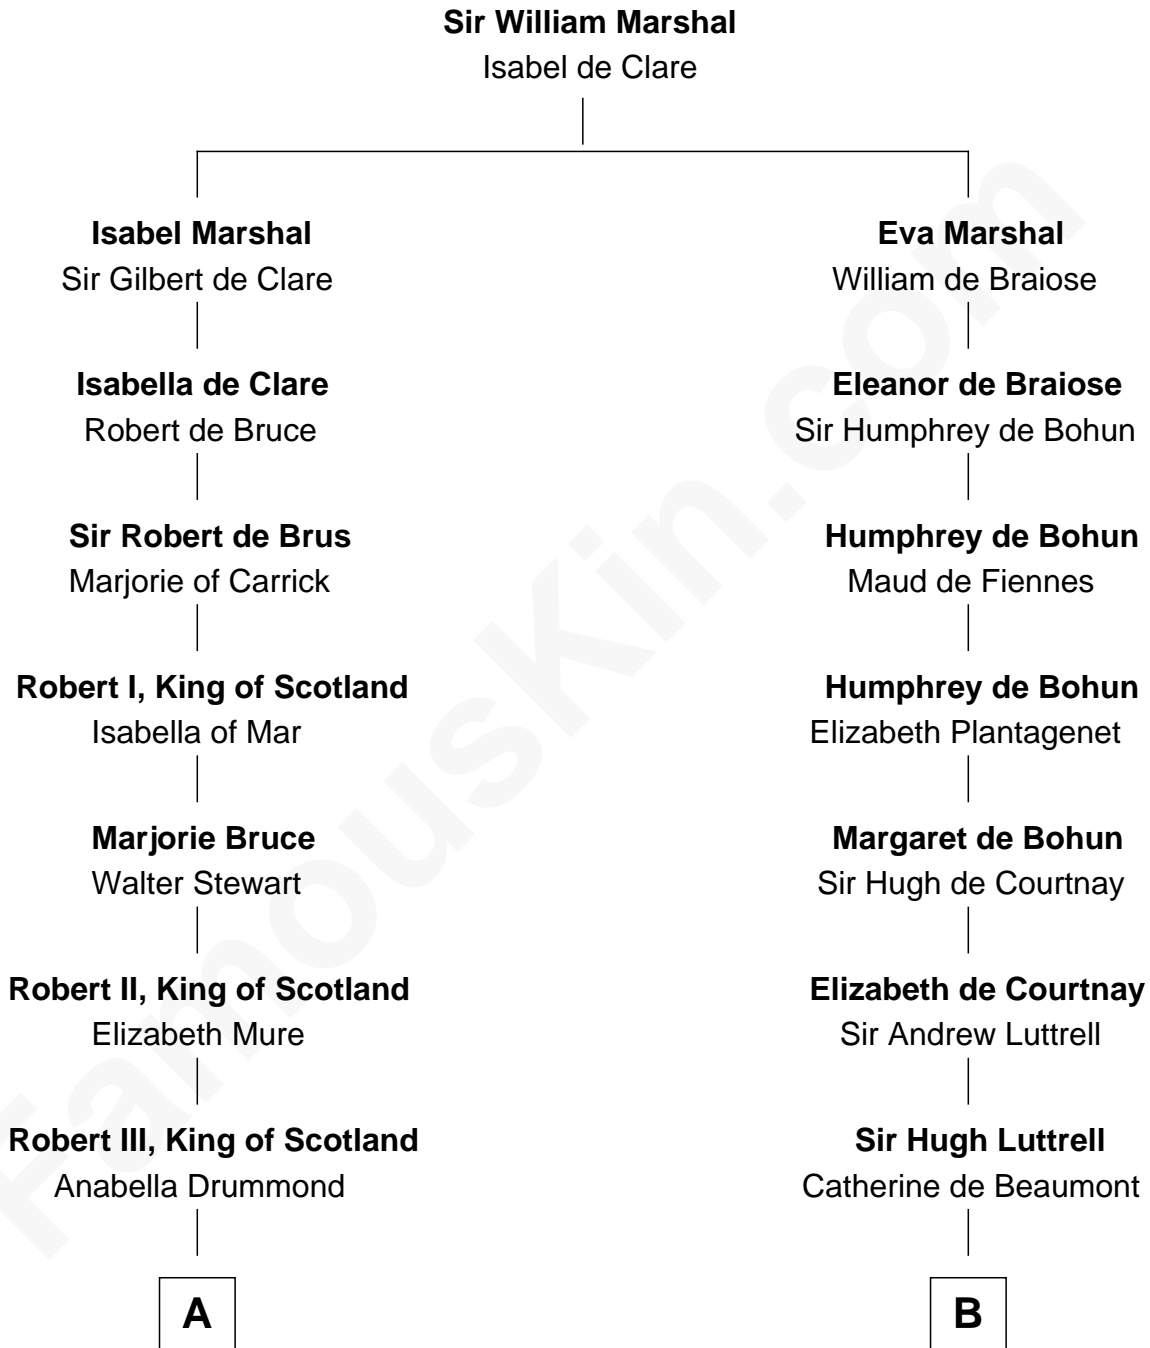 Sir William Marshal
Isabel de Clare
Isabel Marshal
Sir Gilbert de Clare
Eva Marshal
William de Braiose
Isabella de Clare
Robert de Bruce
Eleanor de Braiose
Sir Humphrey de Bohun
Sir Robert de Brus
Marjorie of Carrick
Humphrey de Bohun
Maud de Fiennes
Robert I, King of Scotland
Isabella of Mar
Humphrey de Bohun
Elizabeth Plantagenet
Marjorie Bruce
Walter Stewart
Margaret de Bohun
Sir Hugh de Courtnay
Robert II, King of Scotland
Elizabeth Mure
Elizabeth de Courtnay
Sir Andrew Luttrell
Robert III, King of Scotland
Anabella Drummond
Sir Hugh Luttrell
Catherine de Beaumont
A
B
FamousKin.com